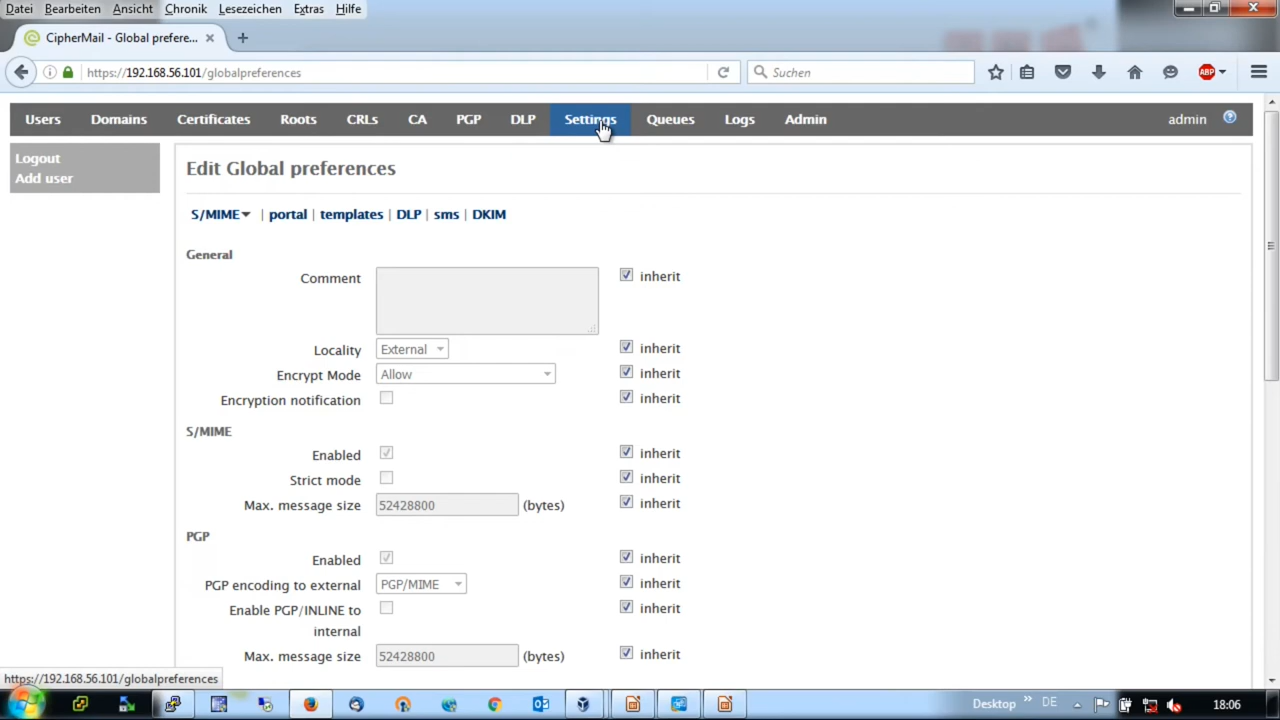 Datei Bearbeiten Ansicht Chronik Lesezeichen Extras Hilfe
CipherMail - Global prefere...
https://192.168.56.101/globalpreferences
Suchen
ABP
Users Domains Certificates Roots CRLs CA PGP DLP Settings Queues Logs Admin admin
Logout
Add user
Edit Global preferences
S/MIME | portal | templates | DLP | sms | DKIM
General
Comment inherit
Locality External inherit
Encrypt Mode Allow inherit
Encryption notification inherit
S/MIME
Enabled inherit
Strict mode inherit
Max. message size 52428800 (bytes) inherit
PGP
Enabled inherit
PGP encoding to external PGP/MIME inherit
Enable PGP/INLINE to inherit
internal
Max. message size 52428800 (bytes) inherit
https://192.168.56.101/globalpreferences
Desktop » DE 18:06